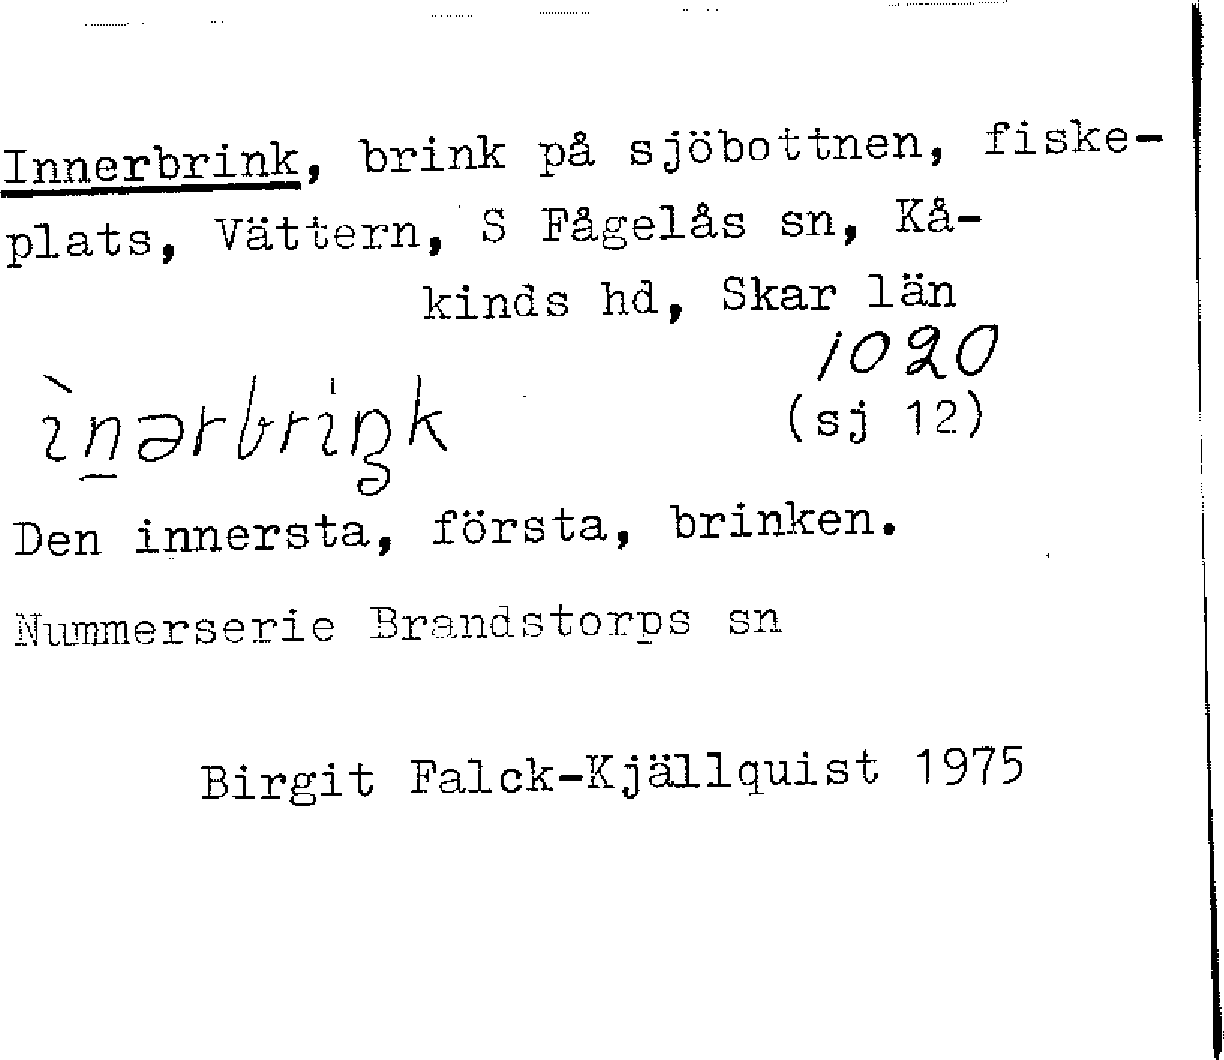 Innerbrink, brink på sjöbottnen, fiske-
plats, Vättern, S Fågelås sn, Kå-
kinds hd, Skar län
1020
ìnərbriŋk (sj 12)
Den innersta, första, brinken.
Nummerserie Brandstorps sn
Birgit Falck-Kjällquist 1975